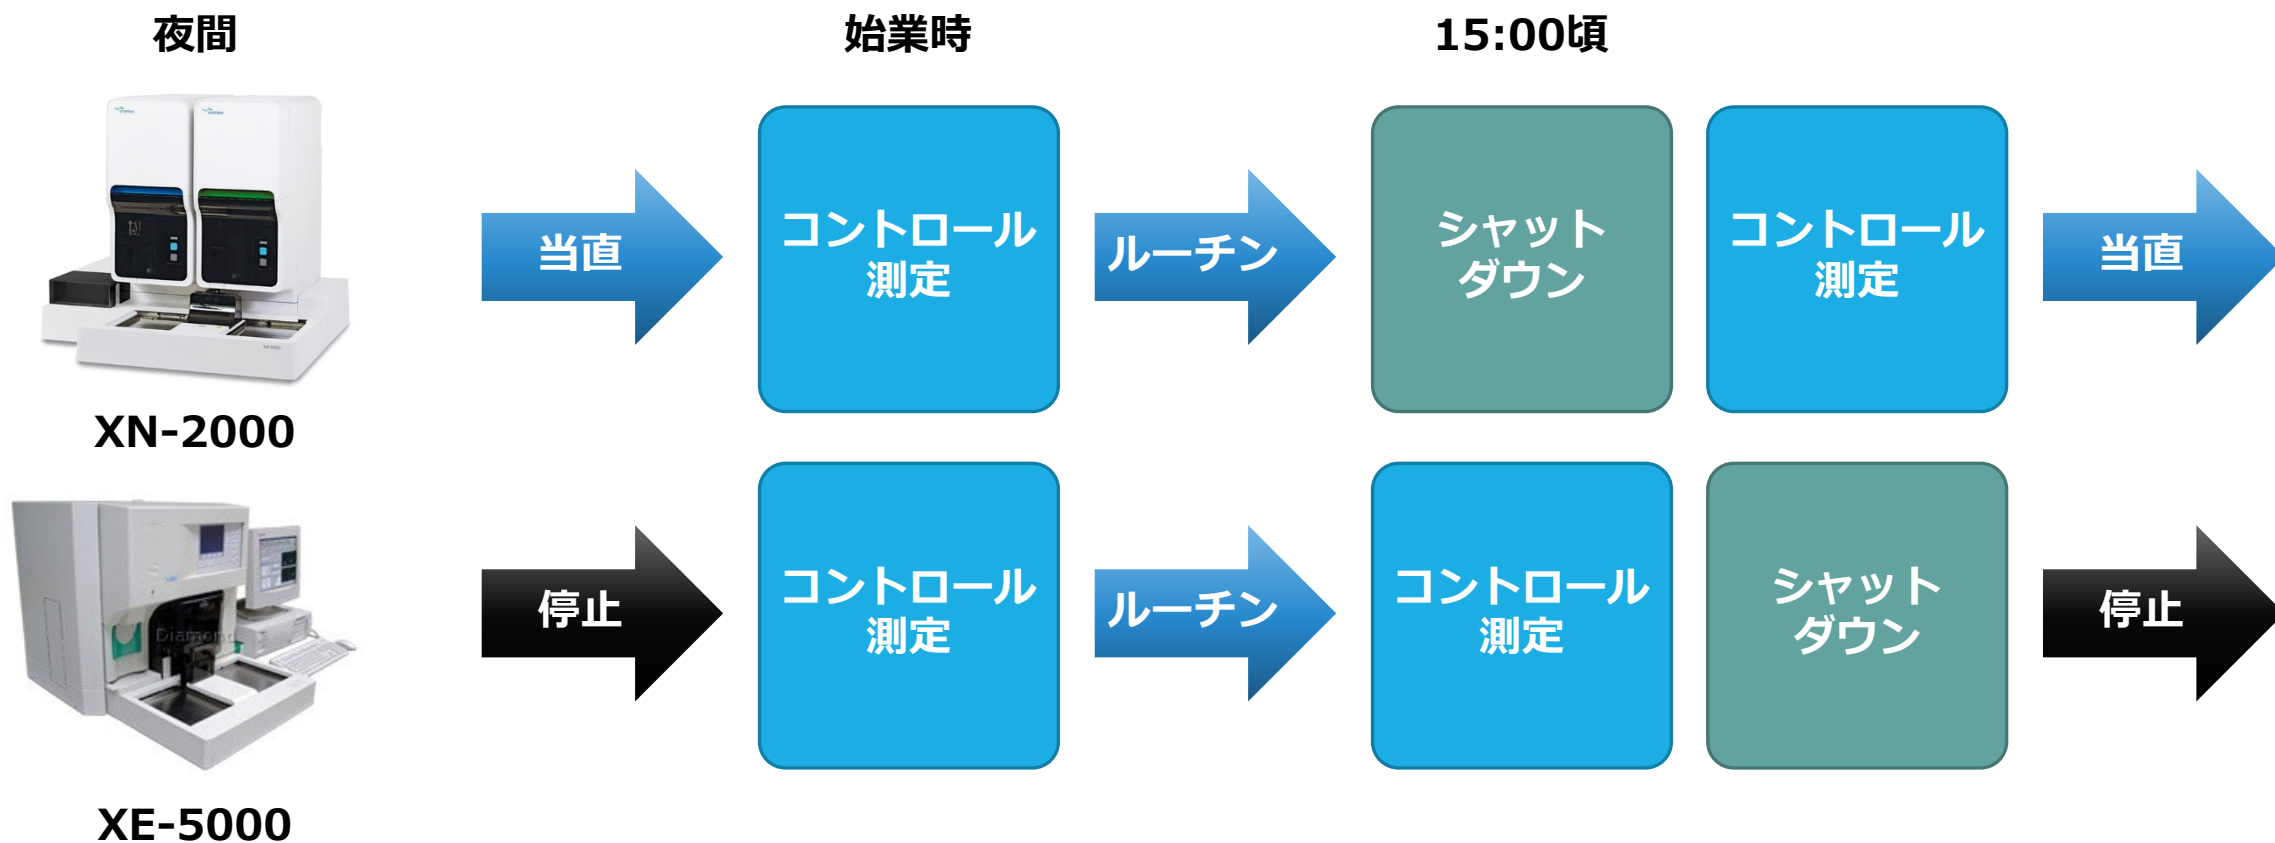 夜間
始業時
15:00頃
当直
コントロール
測定
ルーチン
シャット
ダウン
コントロール
測定
当直
XN-2000
停止
コントロール
測定
ルーチン
コントロール
測定
シャット
ダウン
停止
Diamond
XE-5000